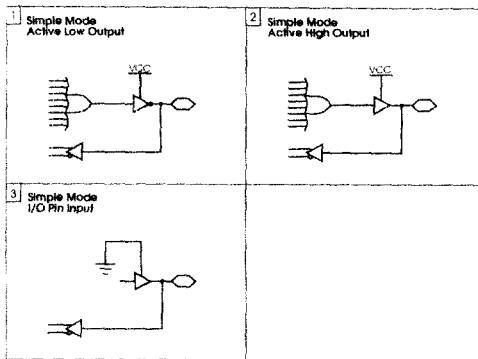 1
Simple Mode
Active Low Output
VCC
2
Simple Mode
Active High Output
VCC
3
Simple Mode
I/O Pin Input